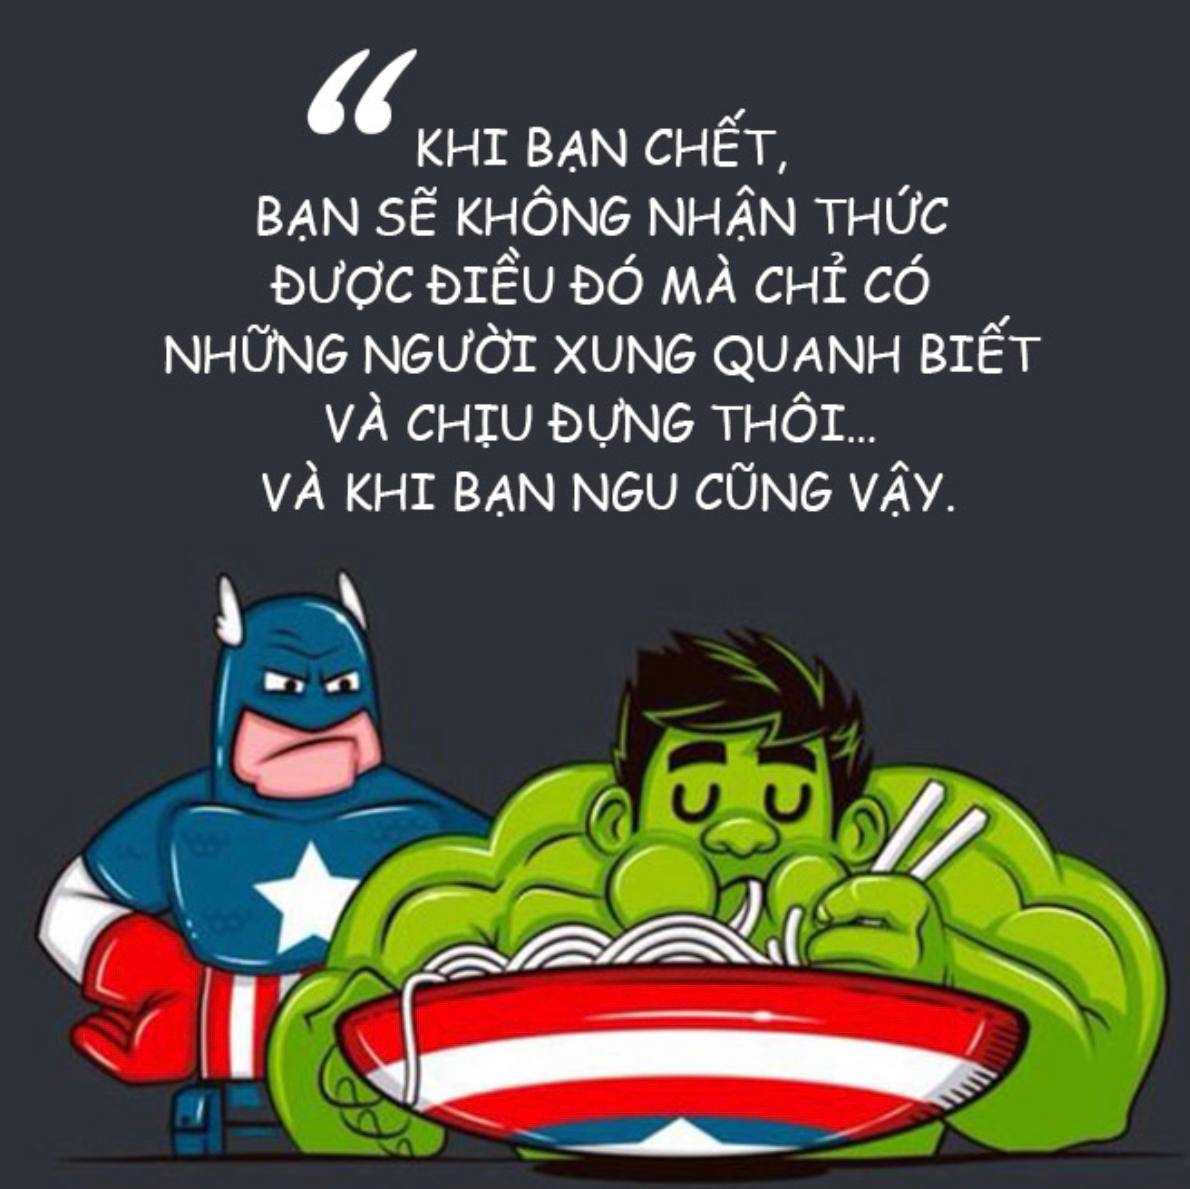 “ KHI BẠN CHẾT,
BẠN SẼ KHÔNG NHẬN THỨC
ĐƯỢC ĐIỀU ĐÓ MÀ CHỈ CÓ
NHỮNG NGƯỜI XUNG QUANH BIẾT
VÀ CHỊU ĐỰNG THÔI...
VÀ KHI BẠN NGU CŨNG VẬY.